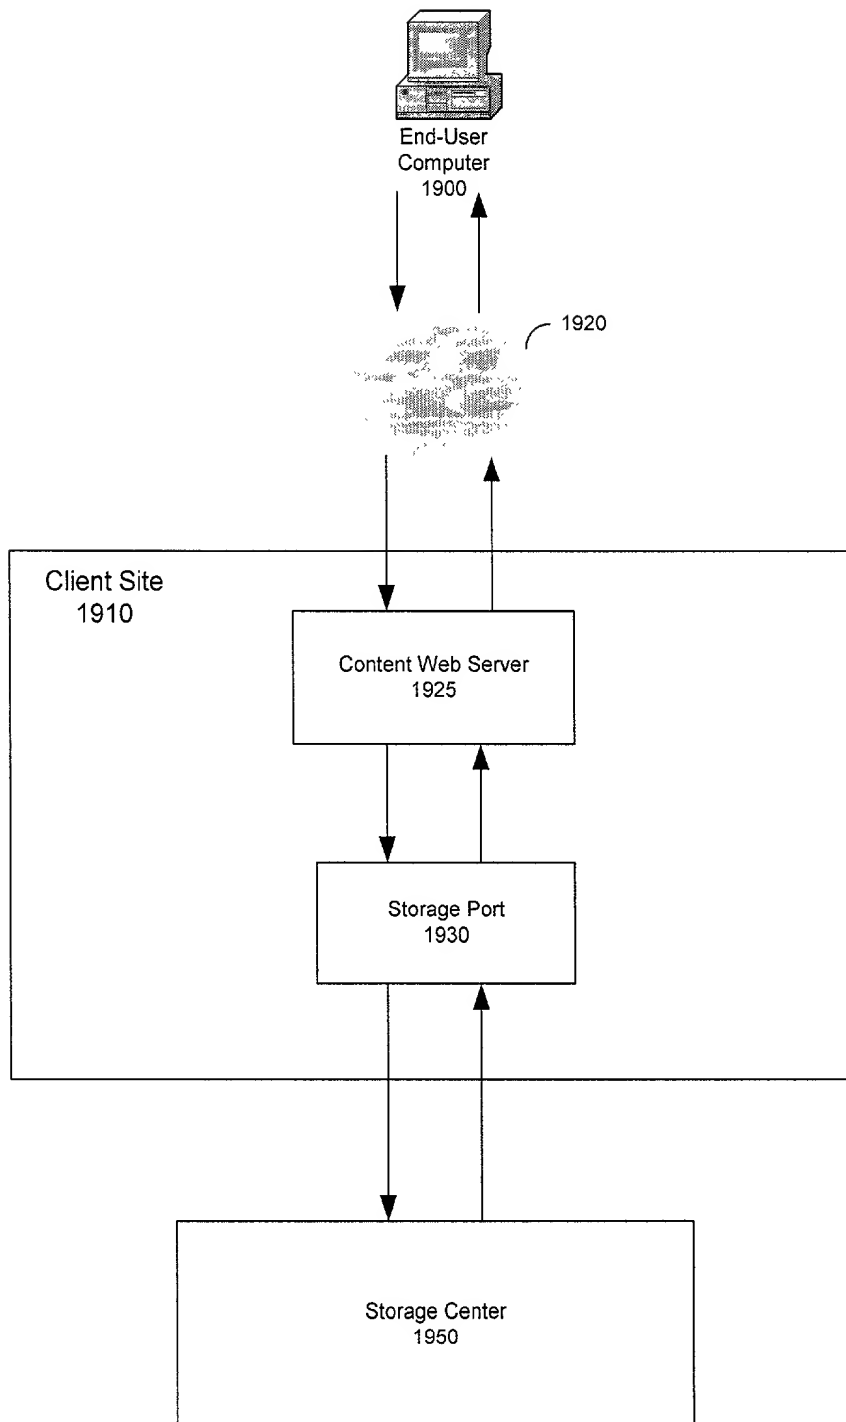 End-User
Computer
1900
1920
Client Site
1910
Content Web Server
1925
Storage Port
1930
Storage Center
1950